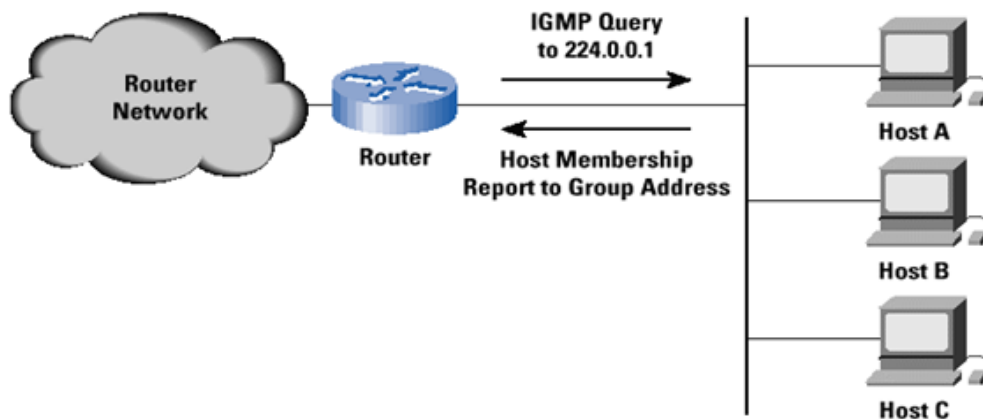 IGMP Query
to 224.0.0.1
Router
Network
Router
Host Membership
Report to Group Address
Host A
Host B
Host C